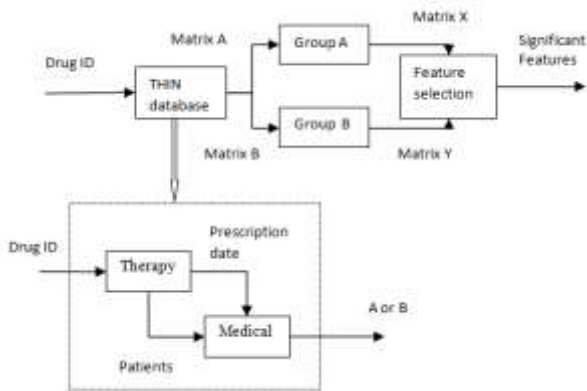 Matrix X
Matrix A
Group A
Significant
Features
Drug ID
THIN
database
Feature
selection
Group B
Matrix B
Matrix Y
Drug ID
Prescription
date
Therapy
Medical
A or B
Patients